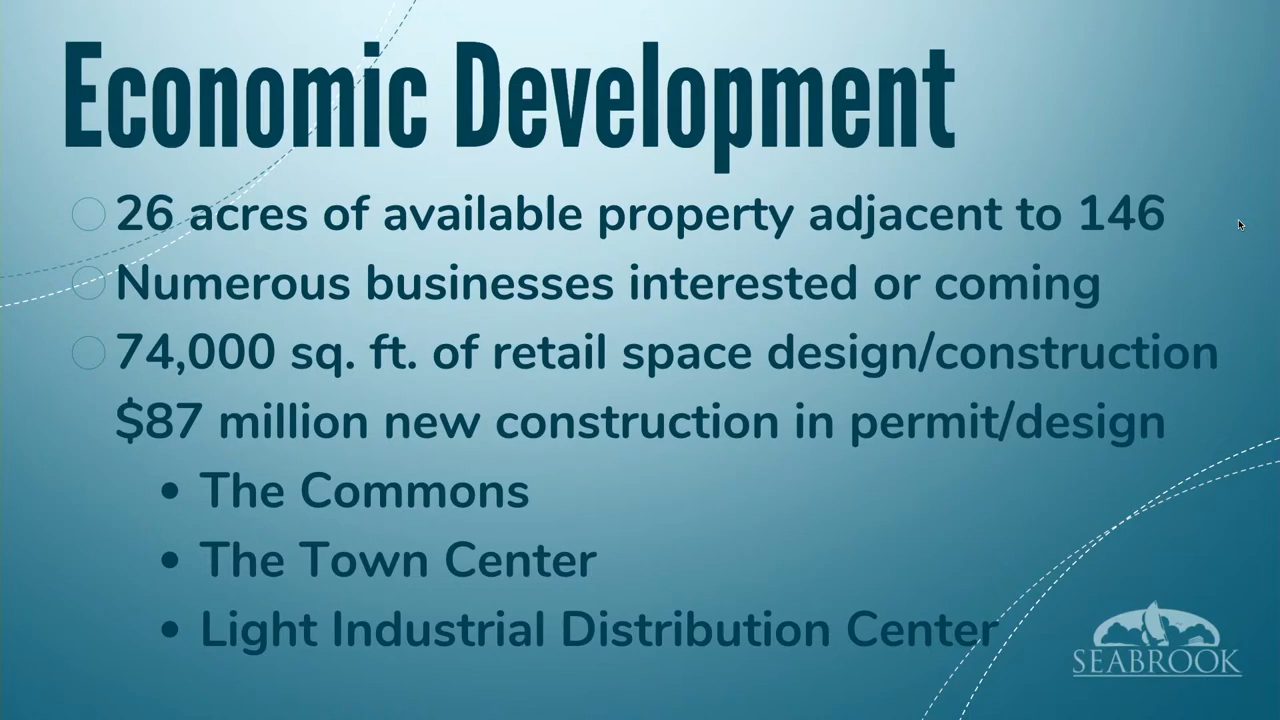 Economic Development
26 acres of available property adjacent to 146
Numerous businesses interested or coming
74,000 sq. ft. of retail space design/construction
$87 million new construction in permit/design
• The Commons
• The Town Center
• Light Industrial Distribution Center
SEABROOK